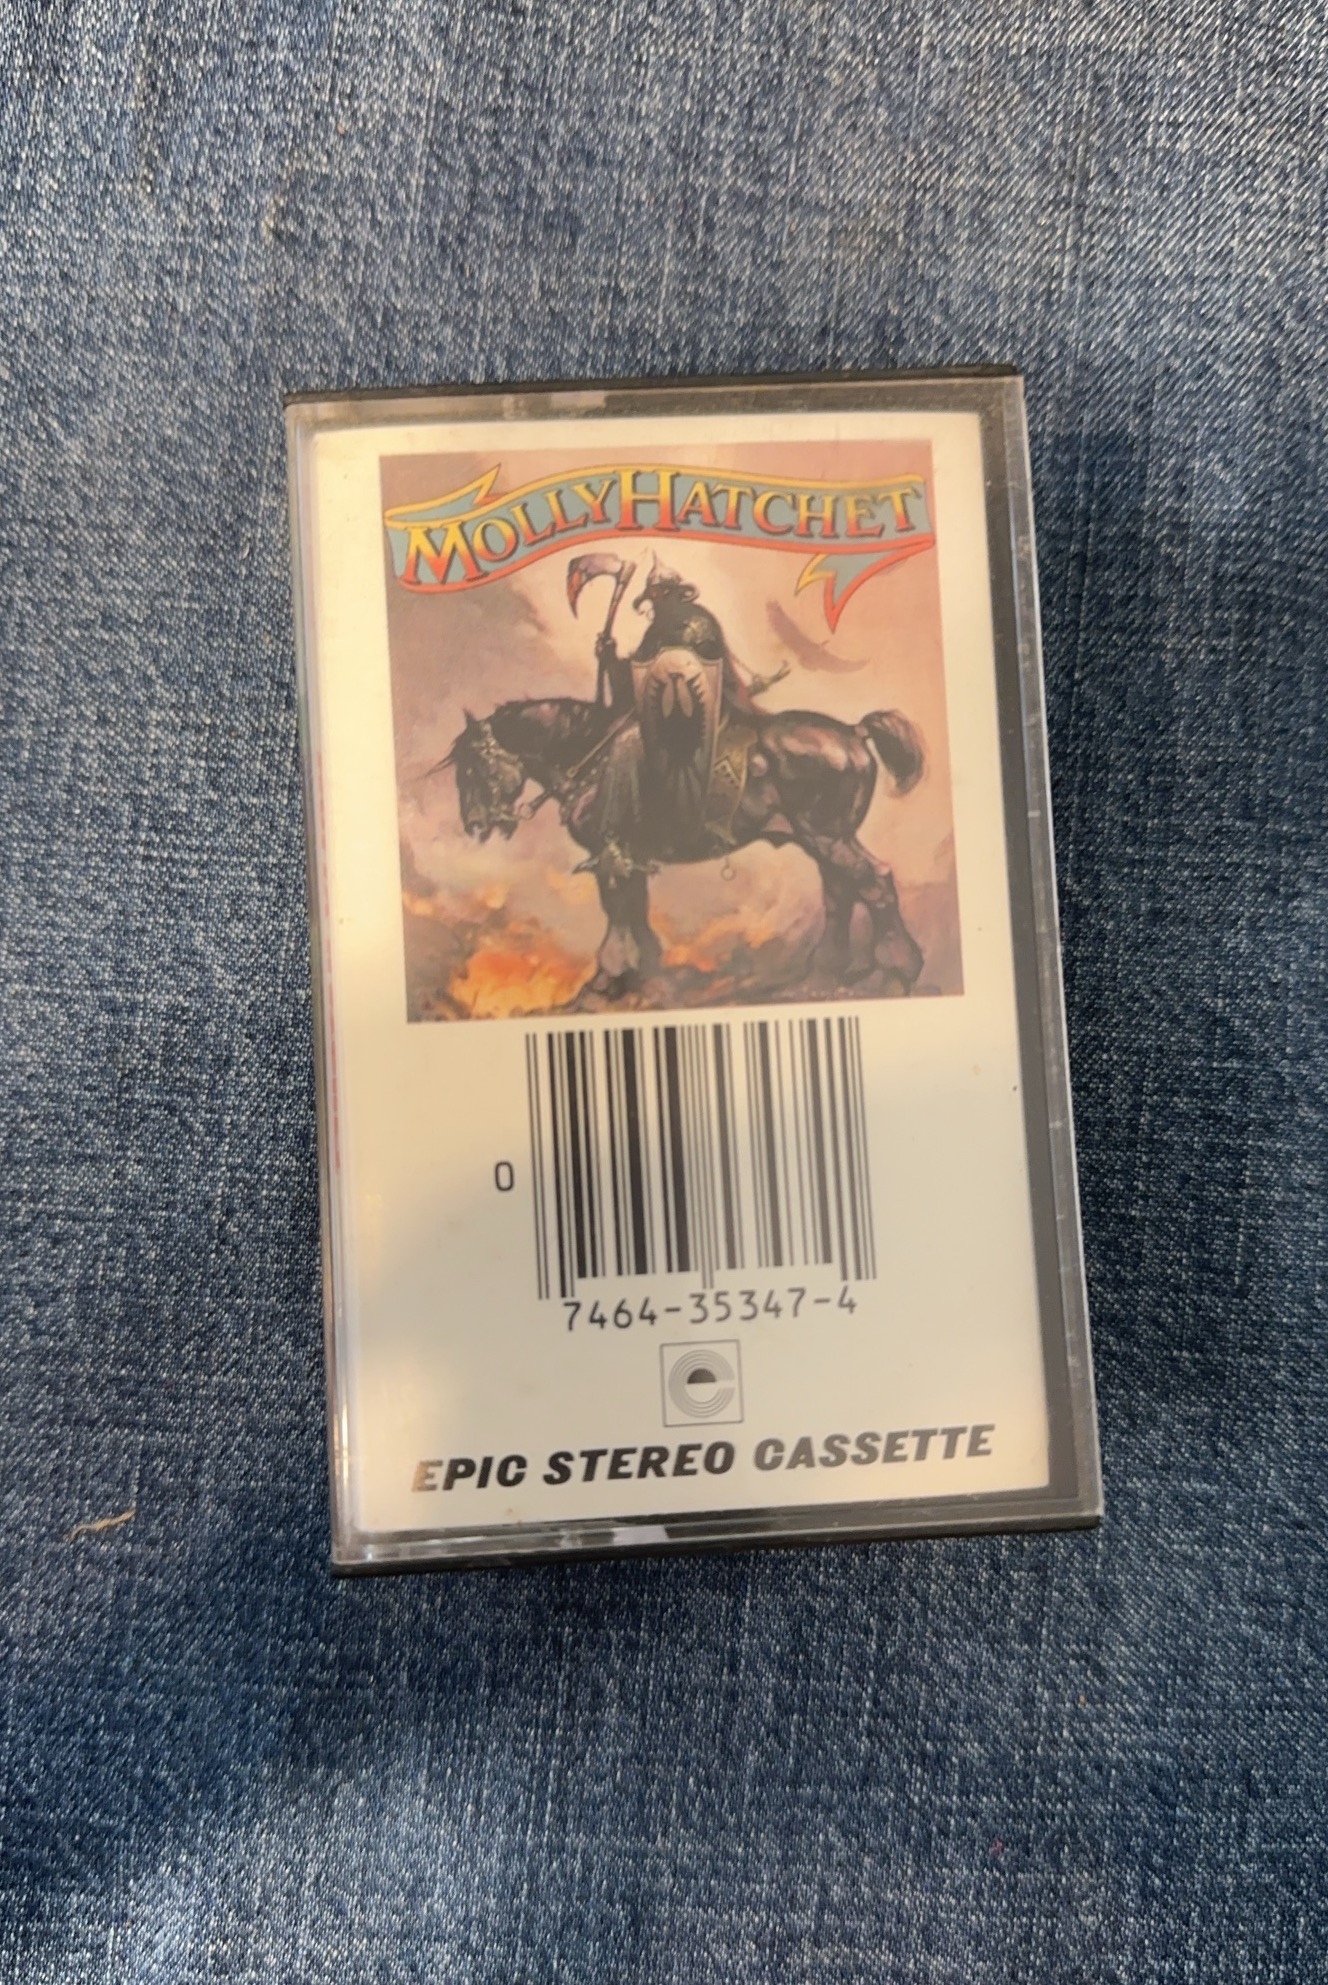 MOLLY HATCHET
0
7464-35347-4
e
EPIC STEREO CASSETTE